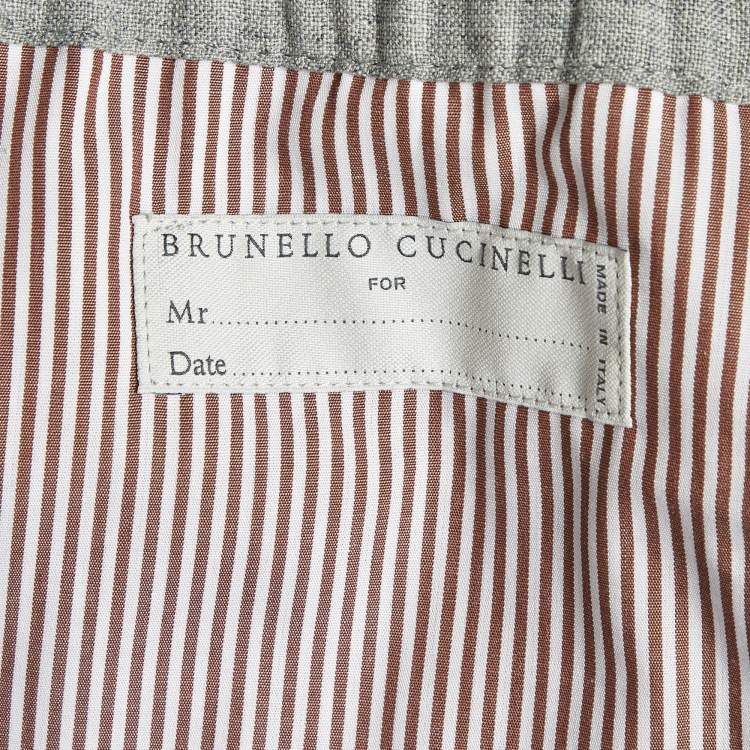 BRUNELLO CUCINELLI
FOR
Mr..............................
Date..............................
MADE IN ITALY